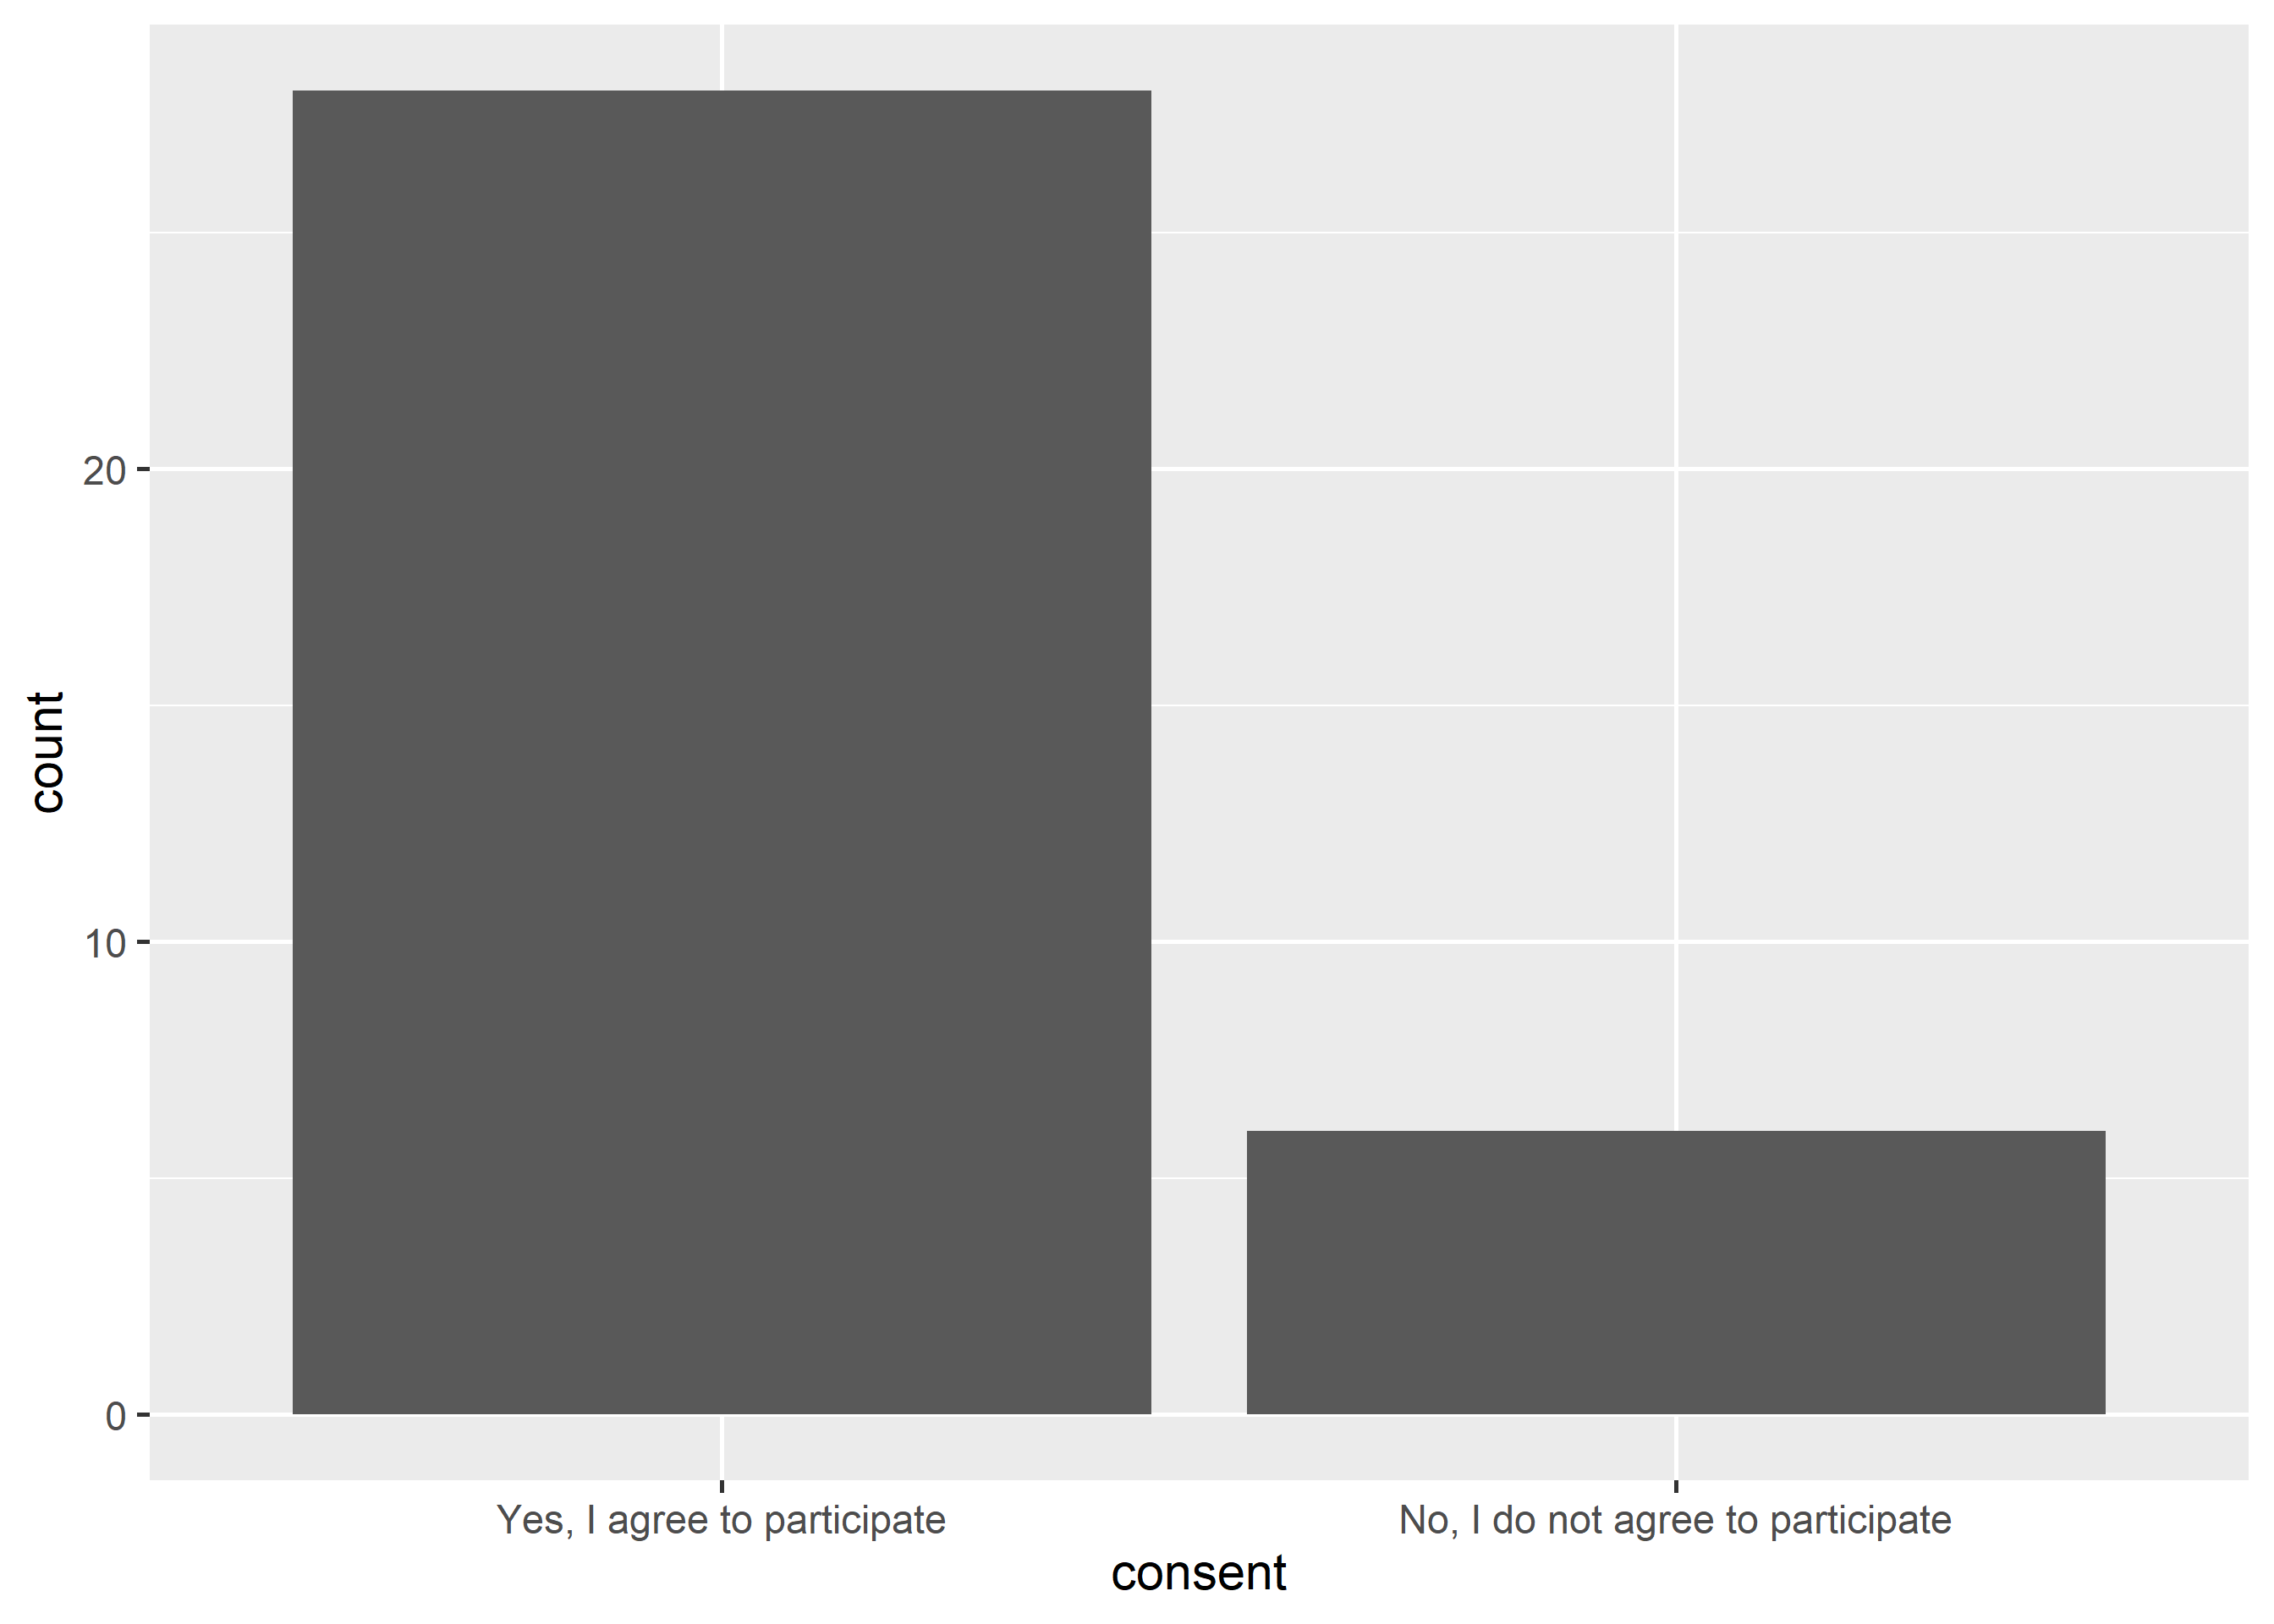 count
20
10
0
Yes, I agree to participate
No, I do not agree to participate
consent